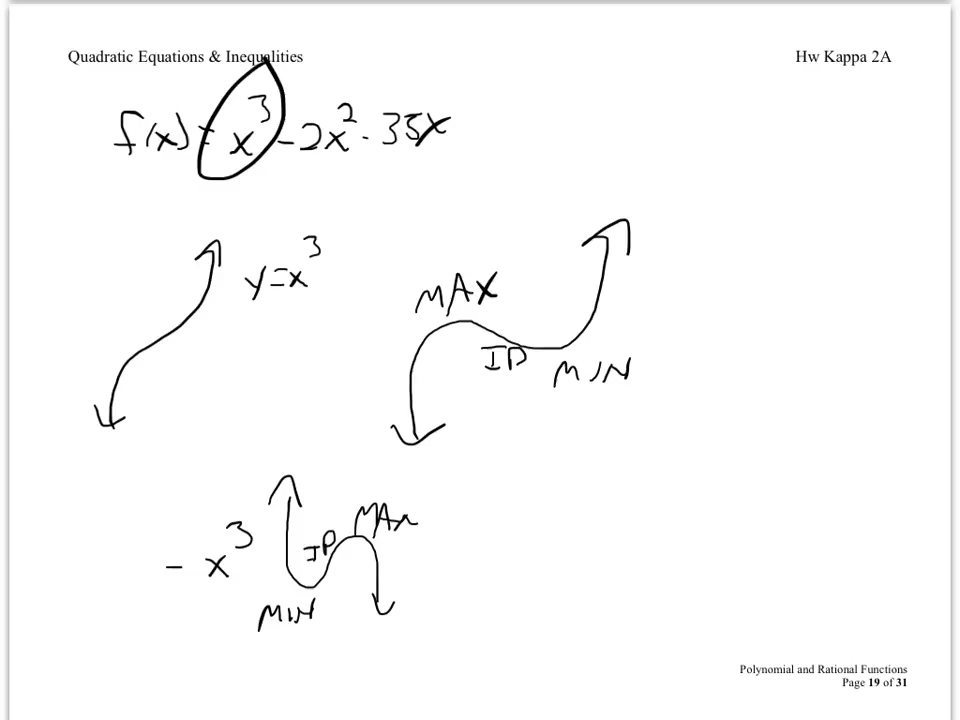 Quadratic Equations & Inequalities Hw Kappa 2A
f(x) = x³ - 2x² - 35x
y=x³
MAX
IP MIN
- x³ IP MAX
MIN
Polynomial and Rational Functions
Page 19 of 31